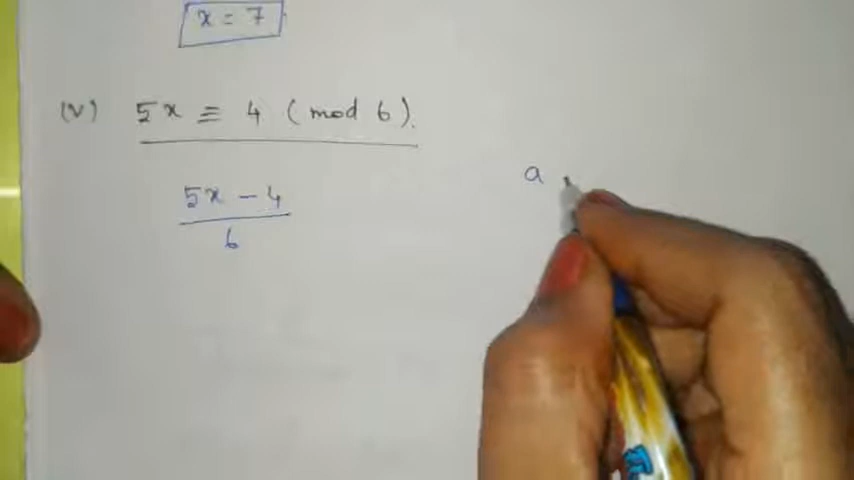 x = 7
(V) 5x ≡ 4 (mod 6).
5x - 4
6
a